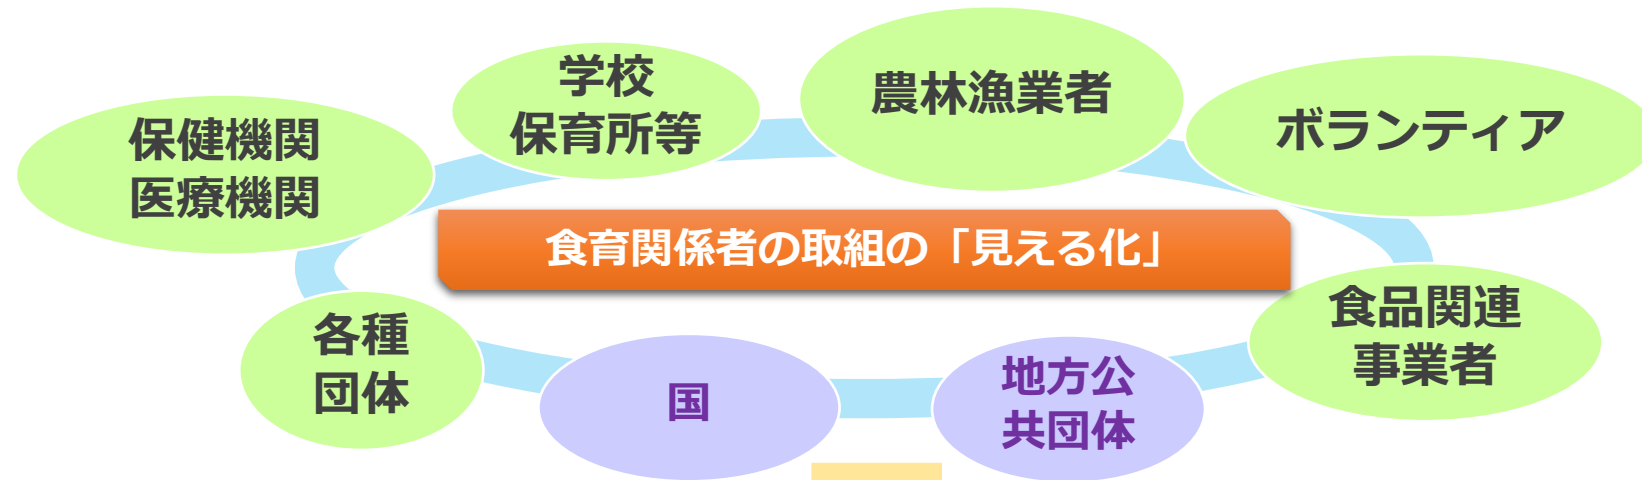 学校
保育所等
農林漁業者
ボランティア
保健機関
医療機関
食育関係者の取組の「見える化」
食品関連
事業者
各種
団体
国
地方公
共団体